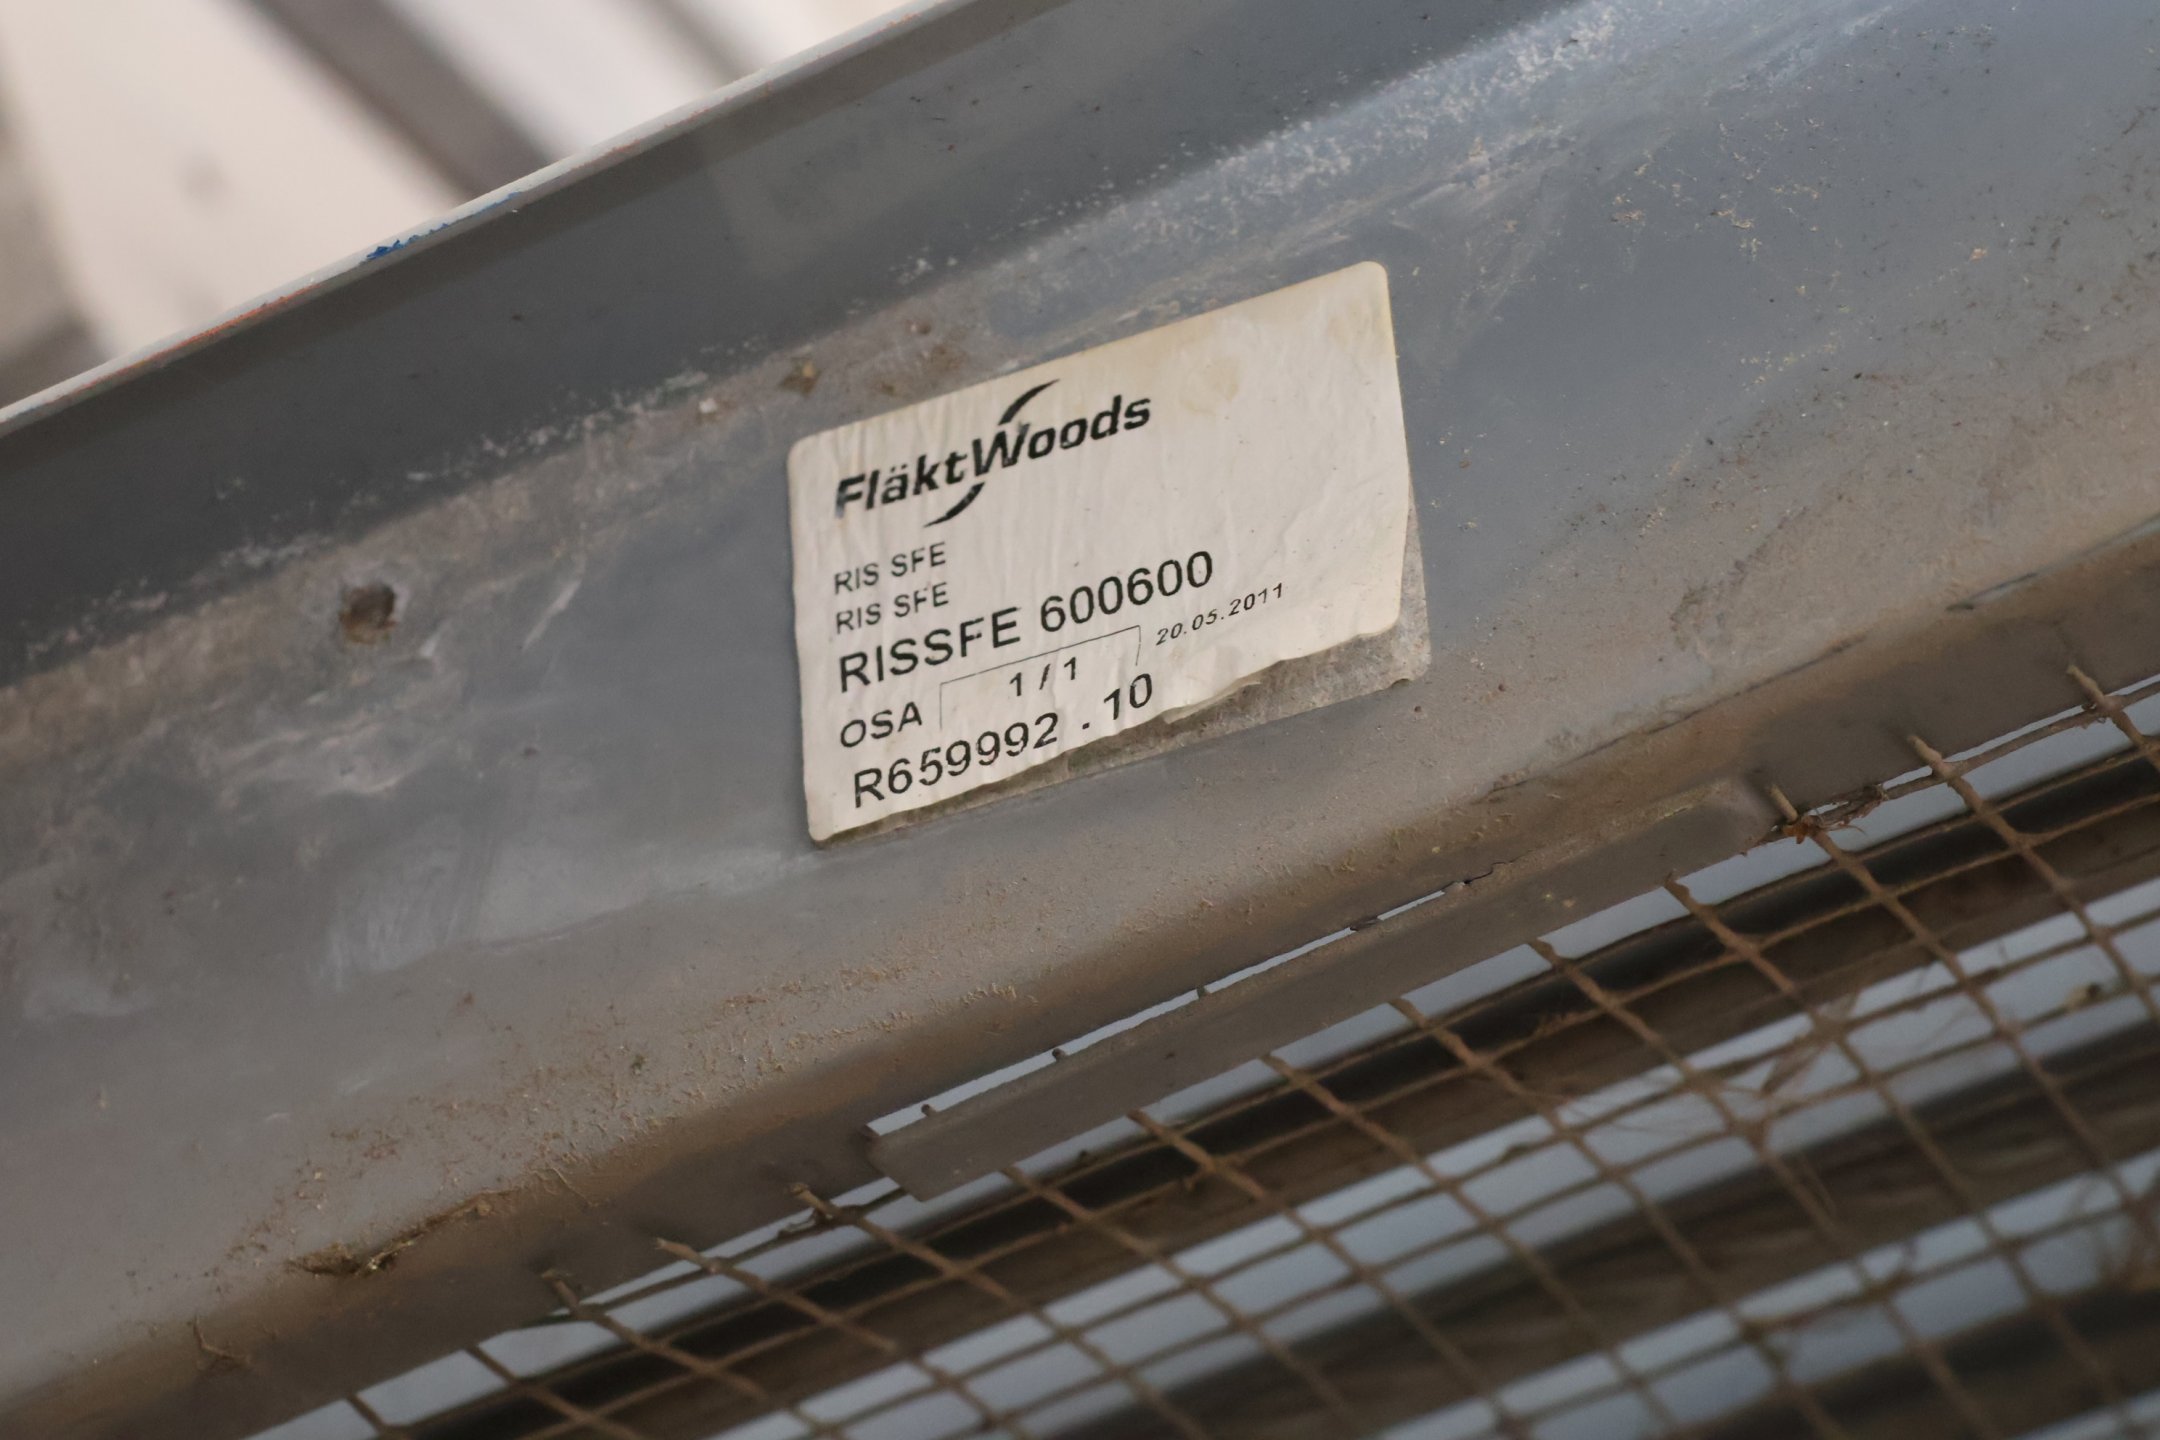 FläktWoods
RIS SFE
RIS SFE
RISSFE 600600
OSA 1 / 1 20.05.2011
R659992 . 10